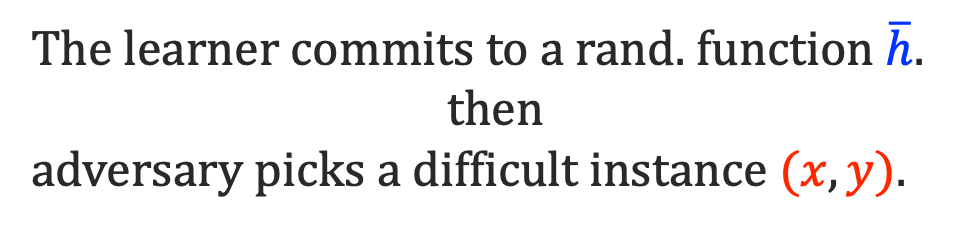 The learner commits to a rand. function h̅.
then
adversary picks a difficult instance (x, y).